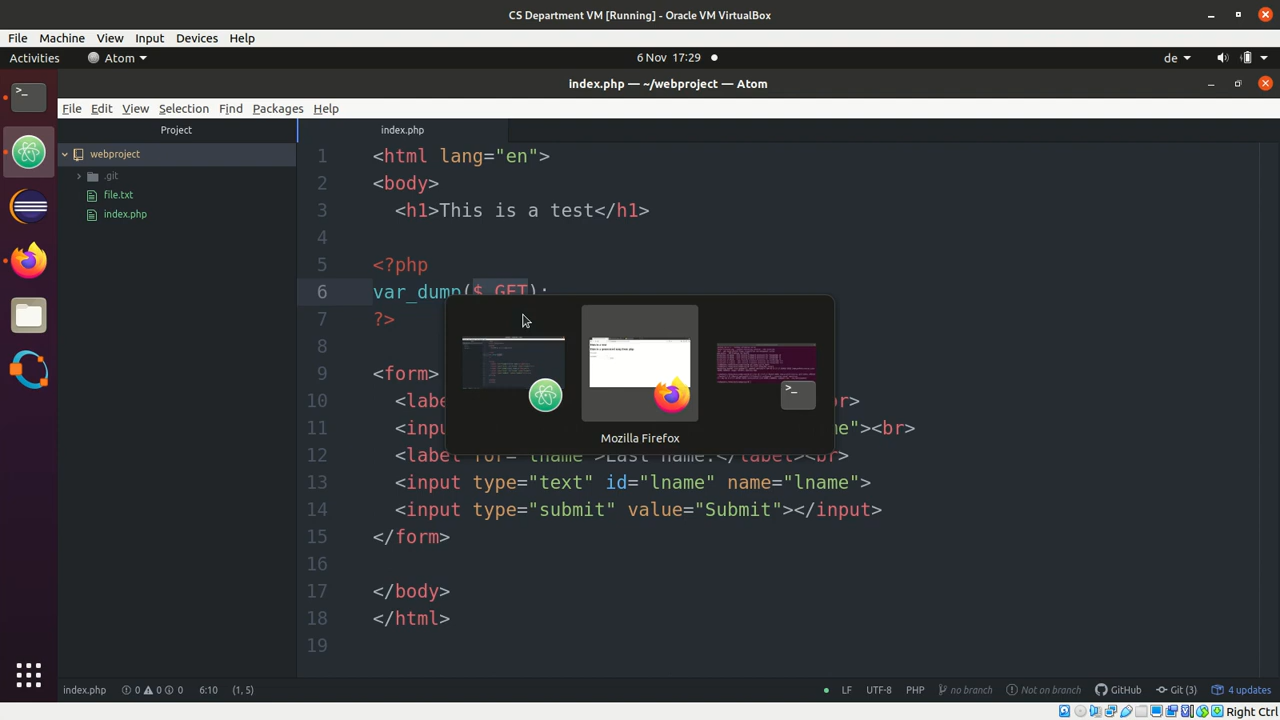 CS Department VM [Running] - Oracle VM VirtualBox
File Machine View Input Devices Help
Activities Atom 6 Nov 17:29 de
index.php — ~/webproject — Atom
File Edit View Selection Find Packages Help
Project index.php
webproject
.git
file.txt
index.php
1 <html lang="en">
2 <body>
3 <h1>This is a test</h1>
4
5 <?php
6 var_dump($_GET);
7 ?>
8
9 <form>
10 <labe br>
11 <inpu me"><br>
12 <label for="lname">Last name:</label><br>
13 <input type="text" id="lname" name="lname">
14 <input type="submit" value="Submit"></input>
15 </form>
16
17 </body>
18 </html>
19
Mozilla Firefox
index.php 0 0 0 6:10 (1, 5) LF UTF-8 PHP no branch Not on branch GitHub Git (3) 4 updates
Right Ctrl